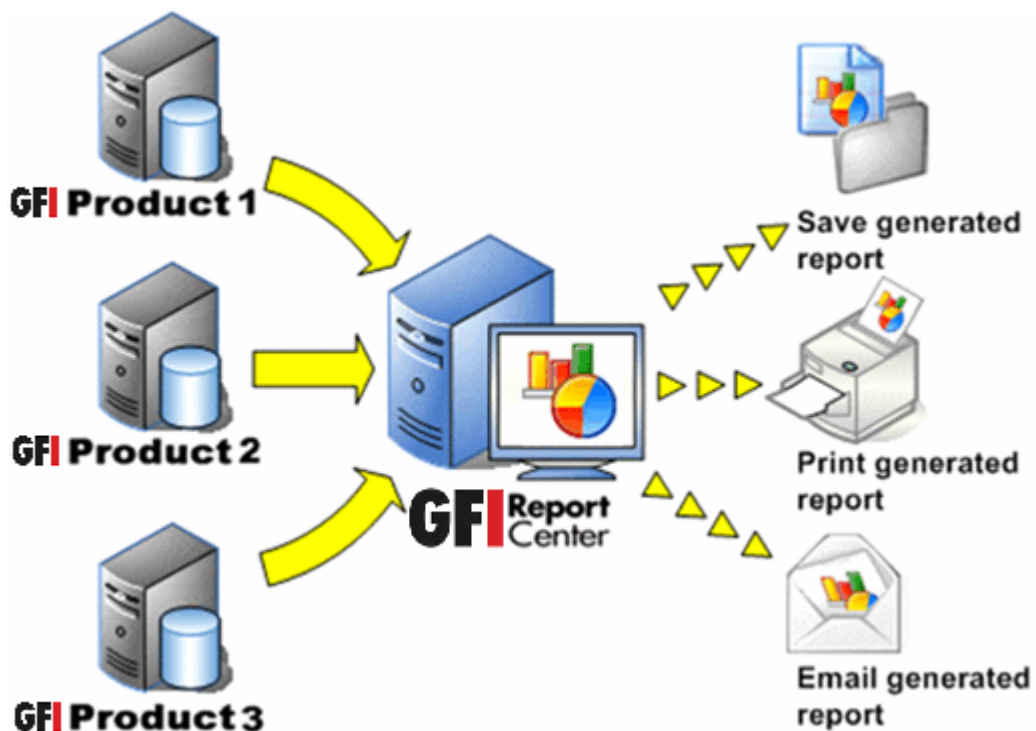 GFI Product 1
GFI Product 2
GFI Product 3
GFI Report
Center
Save generated
report
Print generated
report
Email generated
report